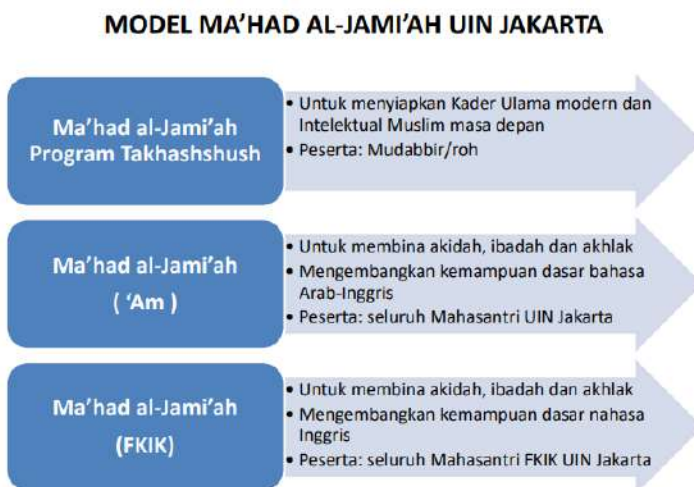 MODEL MA'HAD AL-JAMI'AH UIN JAKARTA
Ma'had al-Jami'ah
Program Takhashshush
• Untuk menyiapkan Kader Ulama modern dan
Intelektual Muslim masa depan
• Peserta: Mudabbir/roh
Ma'had al-Jami'ah
( 'Am )
• Untuk membina akidah, ibadah dan akhlak
• Mengembangkan kemampuan dasar bahasa
Arab-Inggris
• Peserta: seluruh Mahasantri UIN Jakarta
Ma'had al-Jami'ah
(FKIK)
• Untuk membina akidah, ibadah dan akhlak
• Mengembangkan kemampuan dasar nahasa
Inggris
• Peserta: seluruh Mahasantri FKIK UIN Jakarta